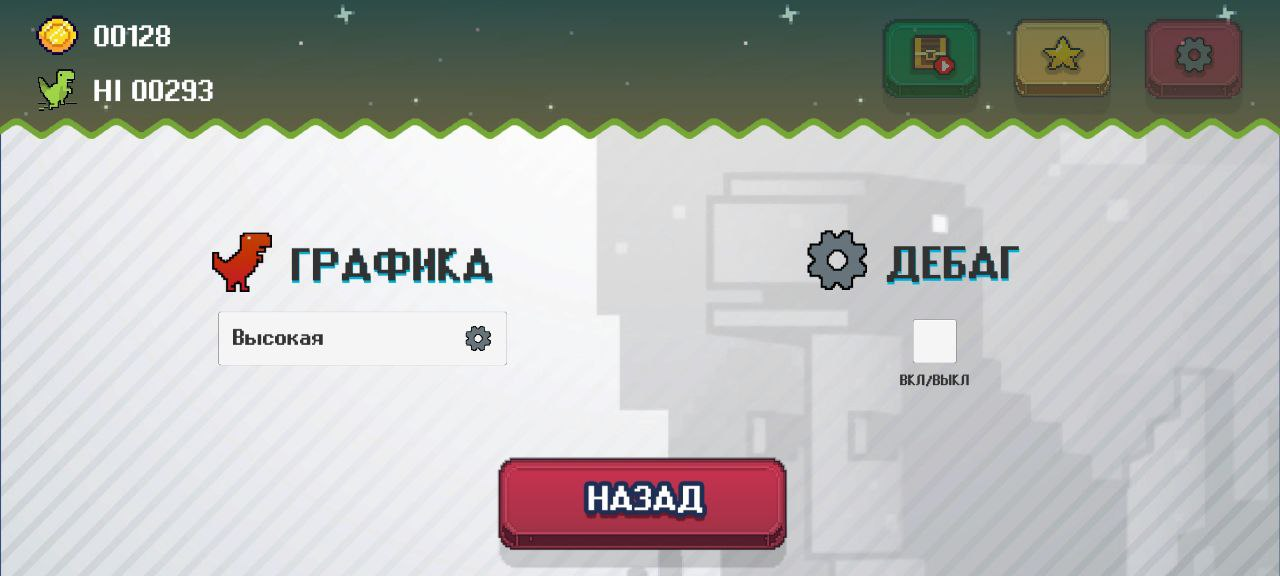 00128
HI 00293
ГРАФИКА
ДЕБАГ
Высокая
ВКЛ/ВЫКЛ
НАЗАД